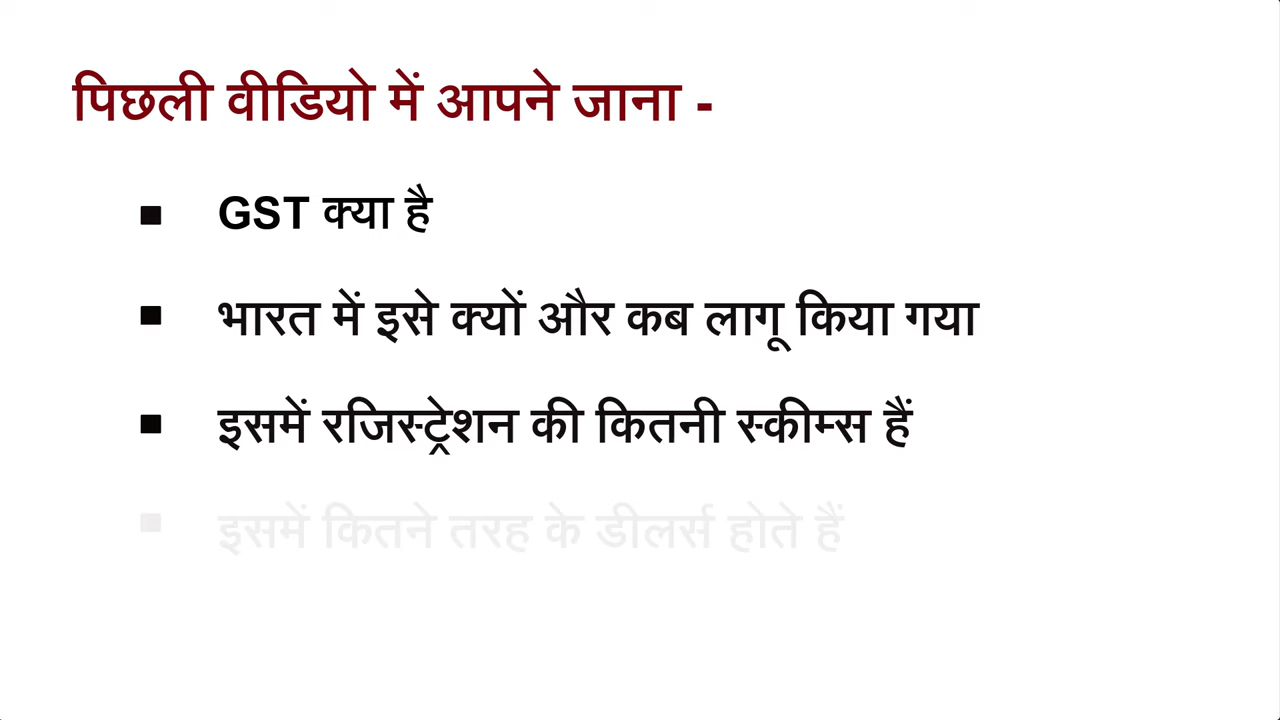 पिछली वीडियो में आपने जाना -
▪ GST क्या है
▪ भारत में इसे क्यों और कब लागू किया गया
▪ इसमें रजिस्ट्रेशन की कितनी स्कीम्स हैं
▪ इसमें कितने तरह के डीलर्स होते हैं